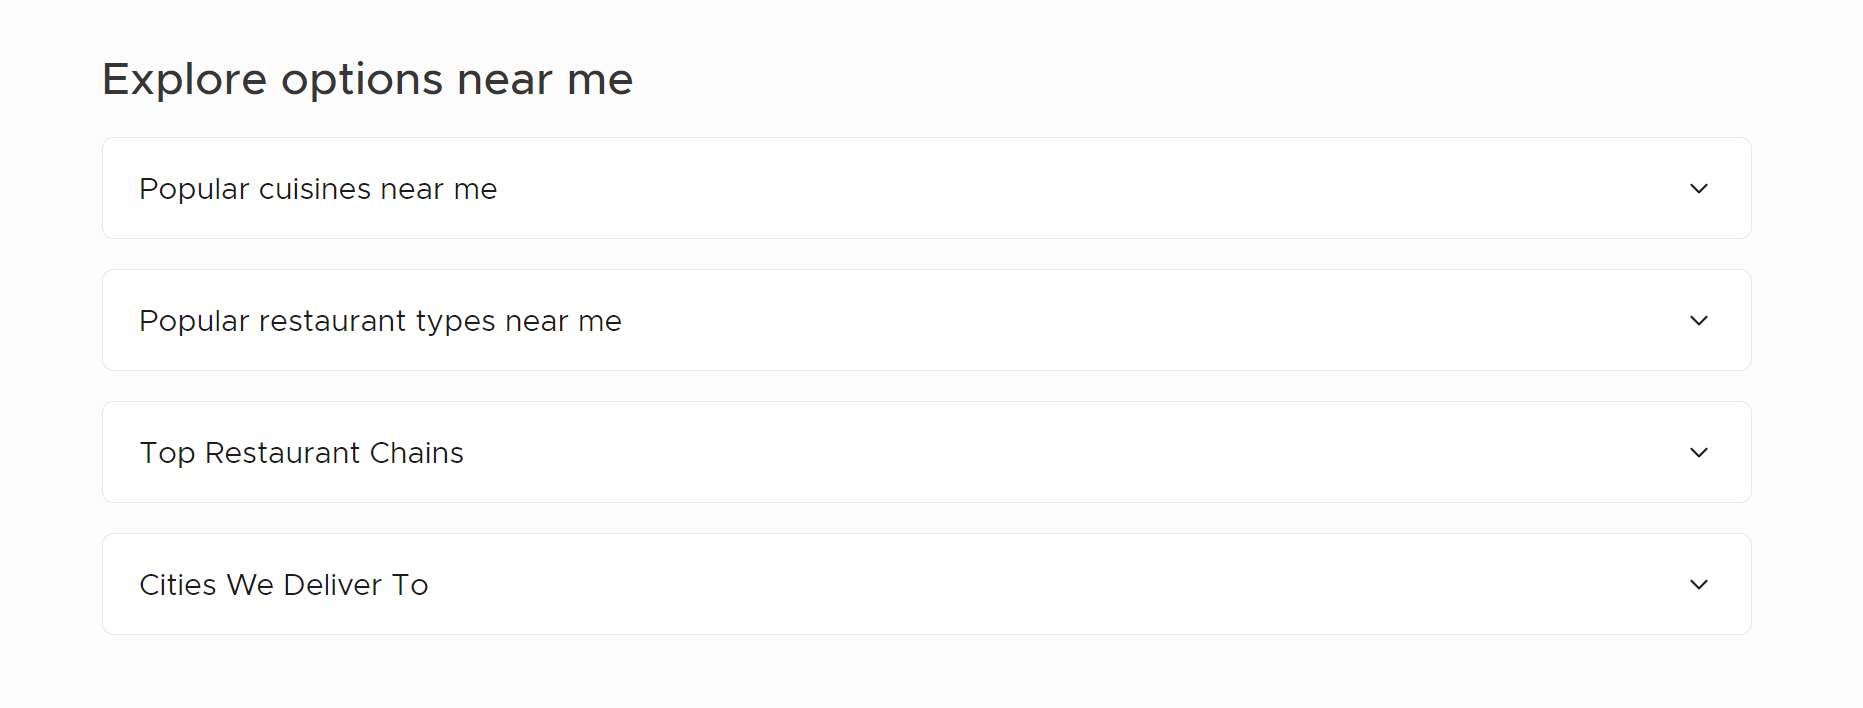 Explore options near me
Popular cuisines near me
Popular restaurant types near me
Top Restaurant Chains
Cities We Deliver To